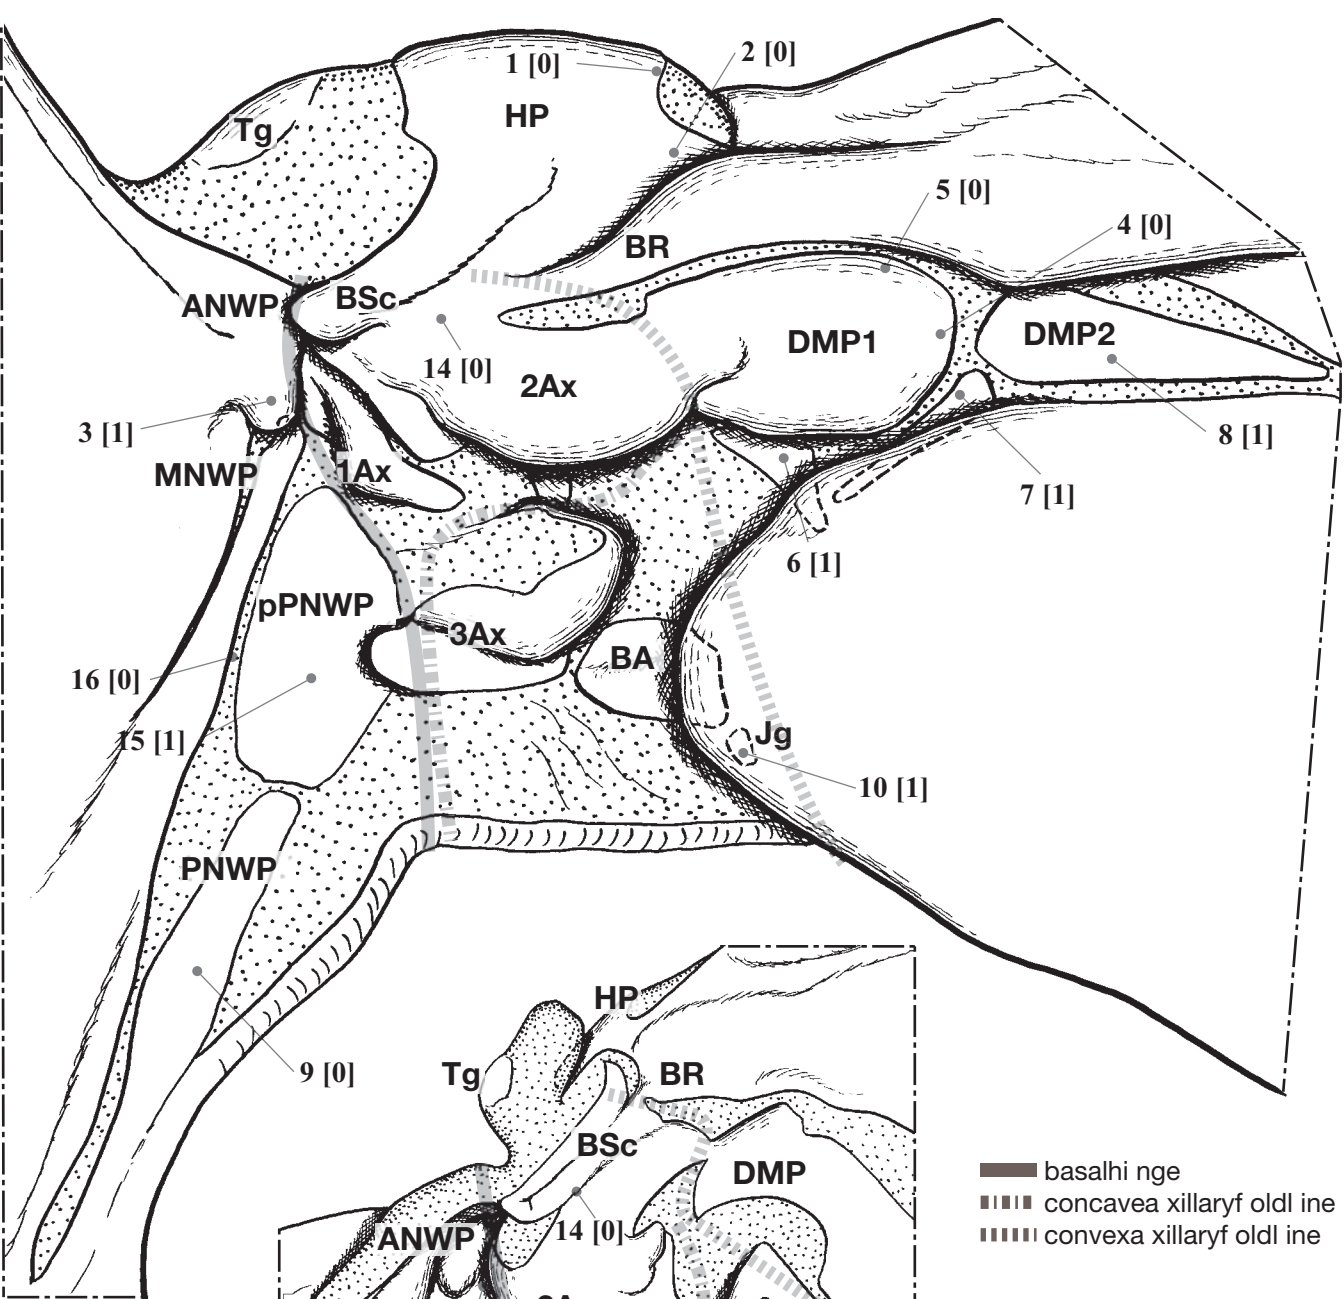 1 [0]
2 [0]
HP
Tg
5 [0]
4 [0]
BR
ANWP
BSc
DMP1
DMP2
14 [0]
2Ax
3 [1]
8 [1]
MNWP
1Ax
7 [1]
6 [1]
pPNWP
3Ax
BA
16 [0]
15 [1]
Jg
10 [1]
PNWP
9 [0]
HP
Tg
BR
BSc
DMP
14 [0]
ANWP
basalhi nge
concavea xillaryf oldl ine
convexa xillaryf oldl ine